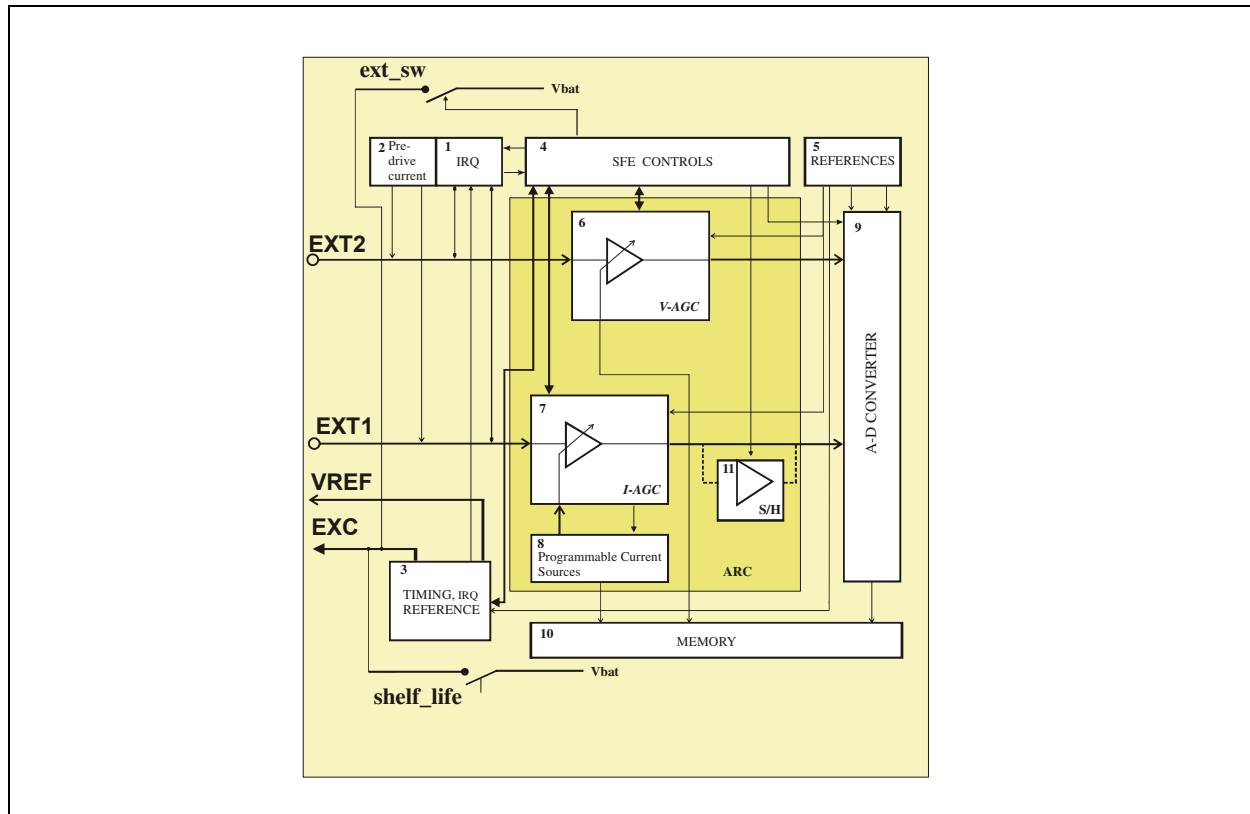 ext_sw
Vbat
2 Pre-
drive
current
1
IRQ
4
SFE CONTROLS
5
REFERENCES
6
V-AGC
9
A-D CONVERTER
EXT2
7
I-AGC
EXT1
11
S/H
VREF
EXC
8
Programmable Current
Sources
ARC
3
TIMING, IRQ
REFERENCE
10
MEMORY
Vbat
shelf_life